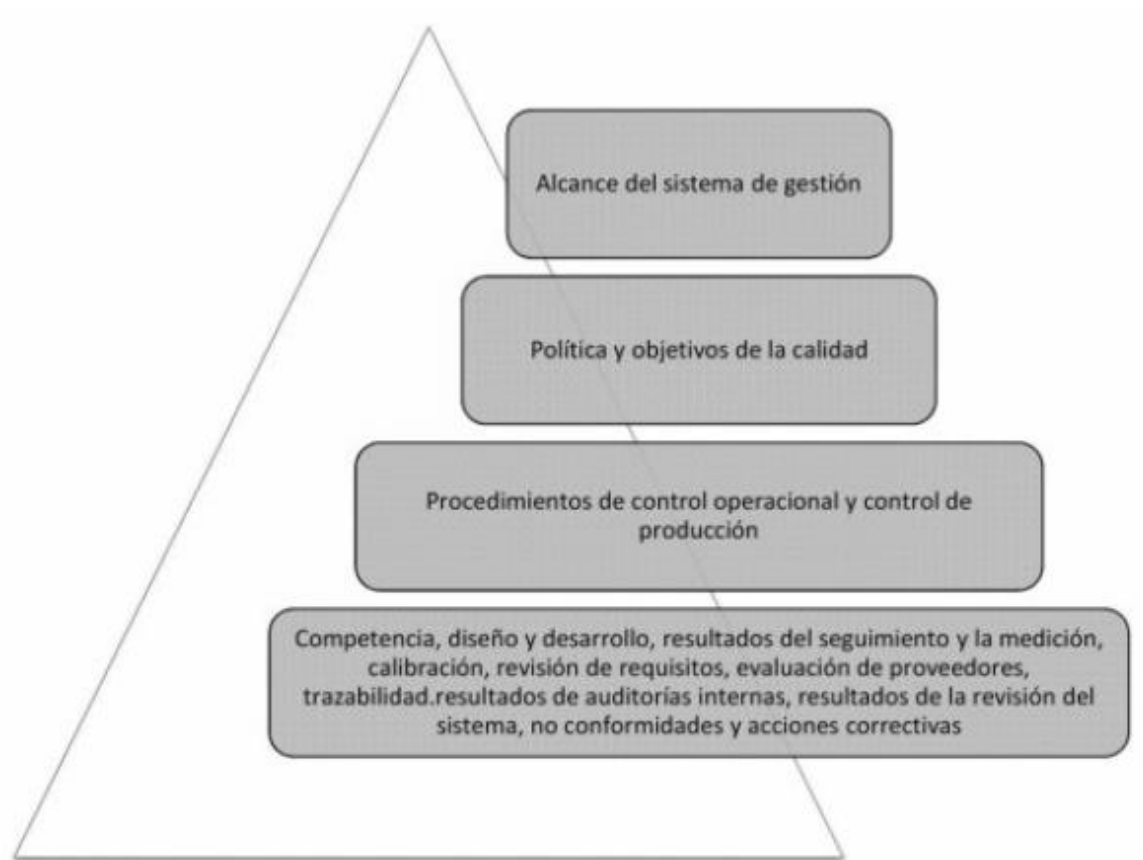 Alcance del sistema de gestión
Política y objetivos de la calidad
Procedimientos de control operacional y control de
producción
Competencia, diseño y desarrollo, resultados del seguimiento y la medición,
calibración, revisión de requisitos, evaluación de proveedores,
trazabilidad.resultados de auditorías internas, resultados de la revisión del
sistema, no conformidades y acciones correctivas